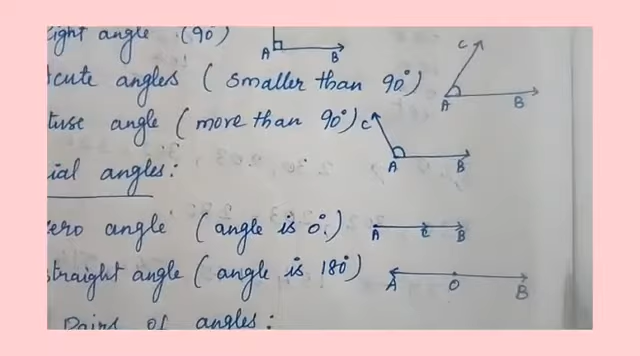 ight angle (90°) A B
cute angles (smaller than 90°) C A B
tuse angle (more than 90°) C A B
ial angles:
zero angle (angle is 0°.) A C B
straight angle (angle is 180°) A O B
Pairs of angles: